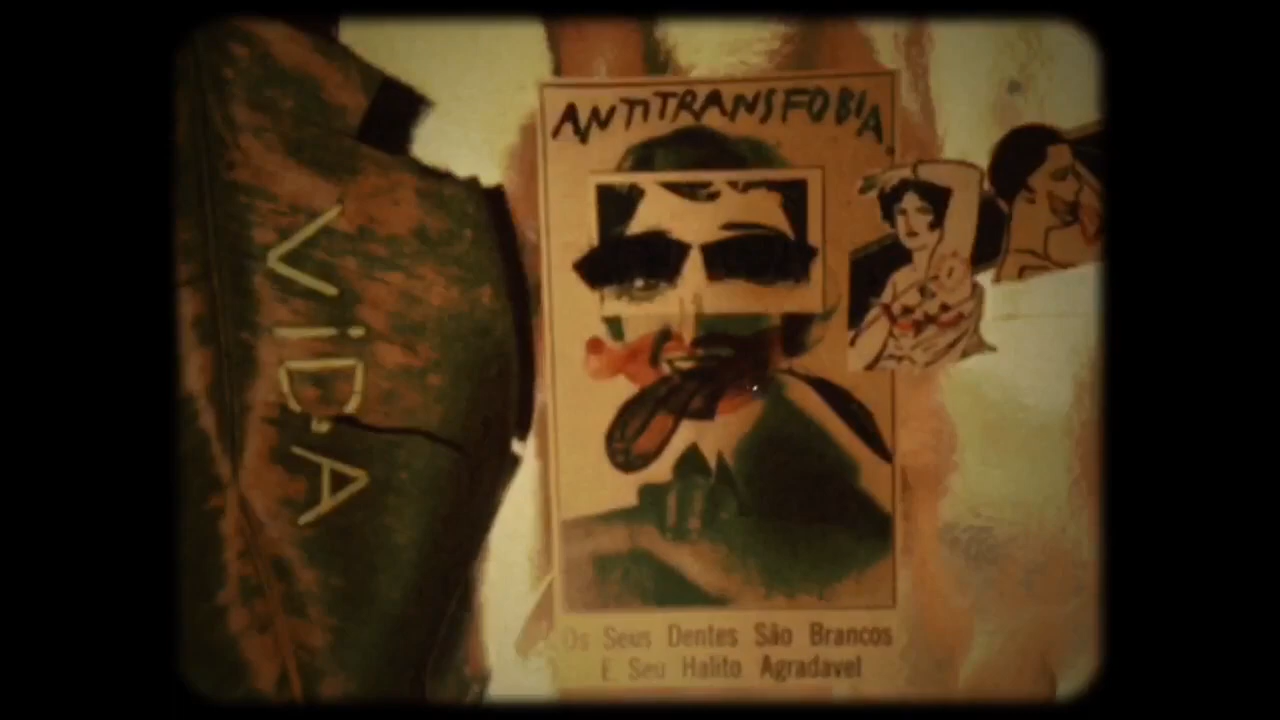 ViDA
ANTITRANSFOBIA
Os Seus Dentes São Brancos
E Seu Halito Agradavel